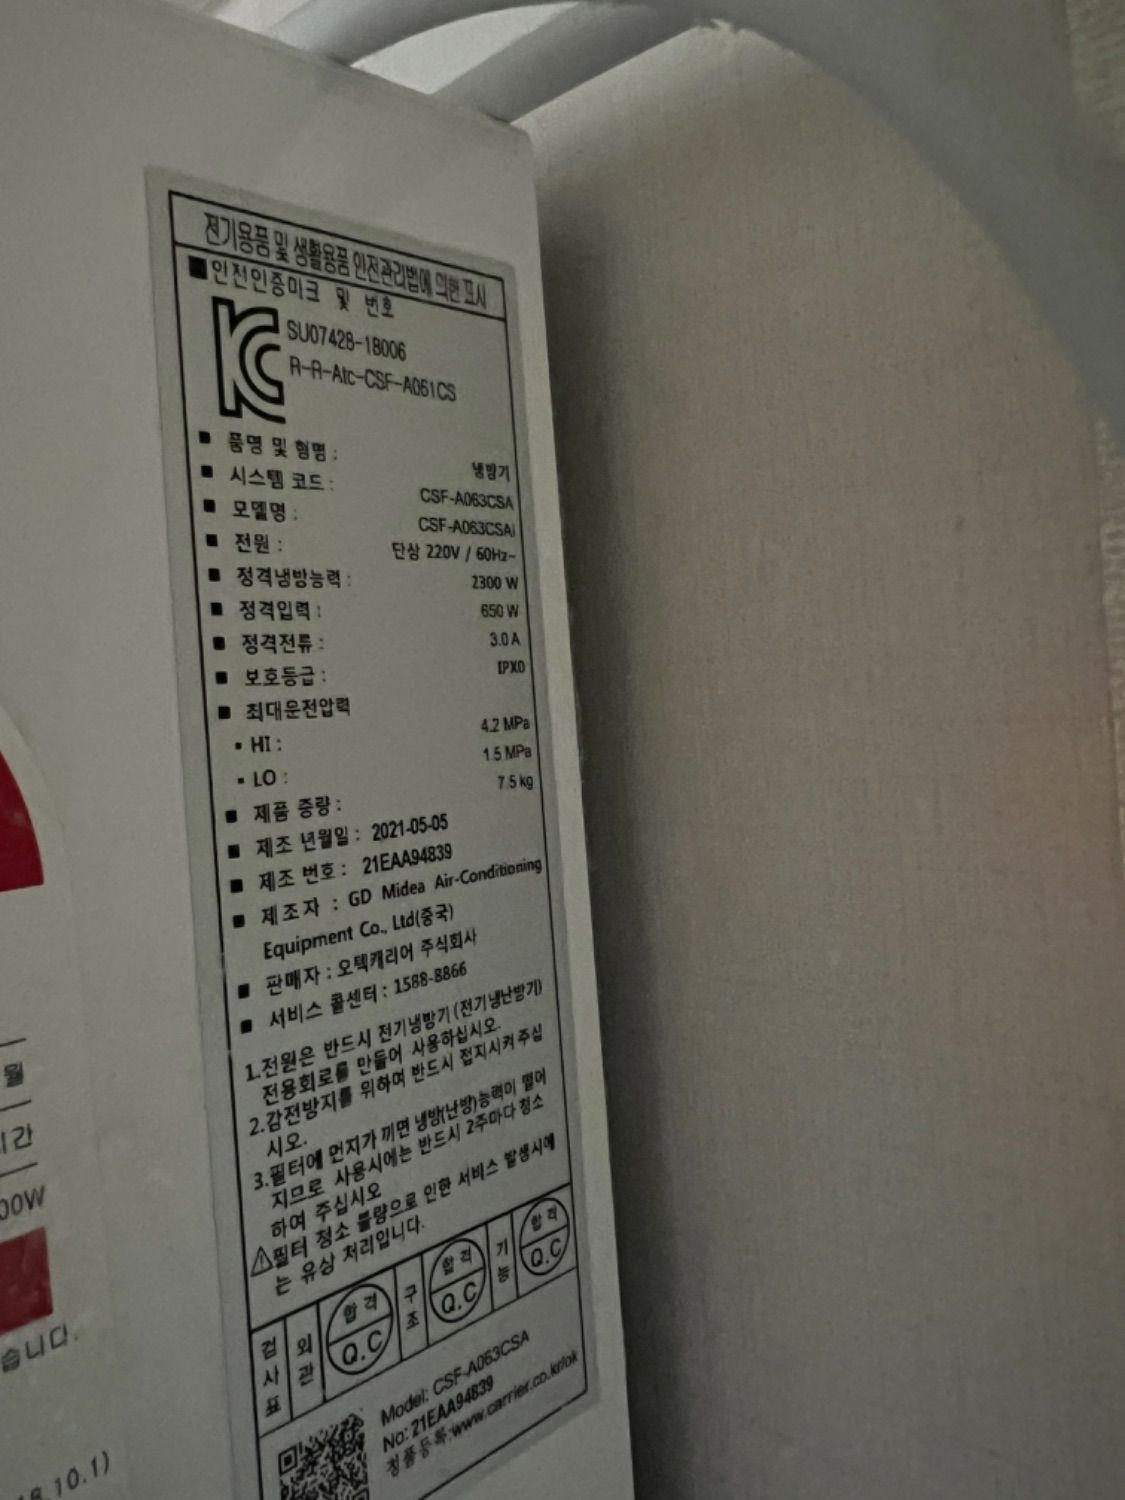 전기용품 및 생활용품 안전관리법에 의한 표시
■ 안전인증마크 및 번호
SU07428-18006
R-R-Atc-CSF-A061CS
■ 품명 및 형명 : 냉방기
■ 시스템 코드 : CSF-A063CSA
■ 모델명 : CSF-A063CSAI
■ 전원 : 단상 220V / 60Hz~
■ 정격냉방능력 : 2300 W
■ 정격입력 : 650 W
■ 정격전류 : 3.0 A
■ 보호등급 : IPX0
■ 최대운전압력
• HI : 4.2 MPa
• LO : 1.5 MPa
■ 제품 중량 : 7.5 kg
■ 제조 년월일 : 2021-05-05
■ 제조 번호 : 21EAA94839
■ 제조자 : GD Midea Air-Conditioning
Equipment Co., Ltd(중국)
■ 판매자 : 오텍캐리어 주식회사
■ 서비스 콜센터 : 1588-8866
1.전원은 반드시 전기냉방기(전기냉난방기)
전용회로를 만들어 사용하십시오.
2.감전방지를 위하여 반드시 접지시켜 주십
시오.
3.필터에 먼지가 끼면 냉방(난방)능력이 떨어
지므로 사용시에는 반드시 2주마다 청소
하여 주십시오
⚠필터 청소 불량으로 인한 서비스 발생시에
는 유상 처리입니다.
검사표 외관 합격 Q.C 구조 합격 Q.C 기능 합격 Q.C
Model: CSF-A063CSA
No: 21EAA94839
정품등록:www.carrier.co.kr/ok
월
시간
00W
습니다.
18.10.1)